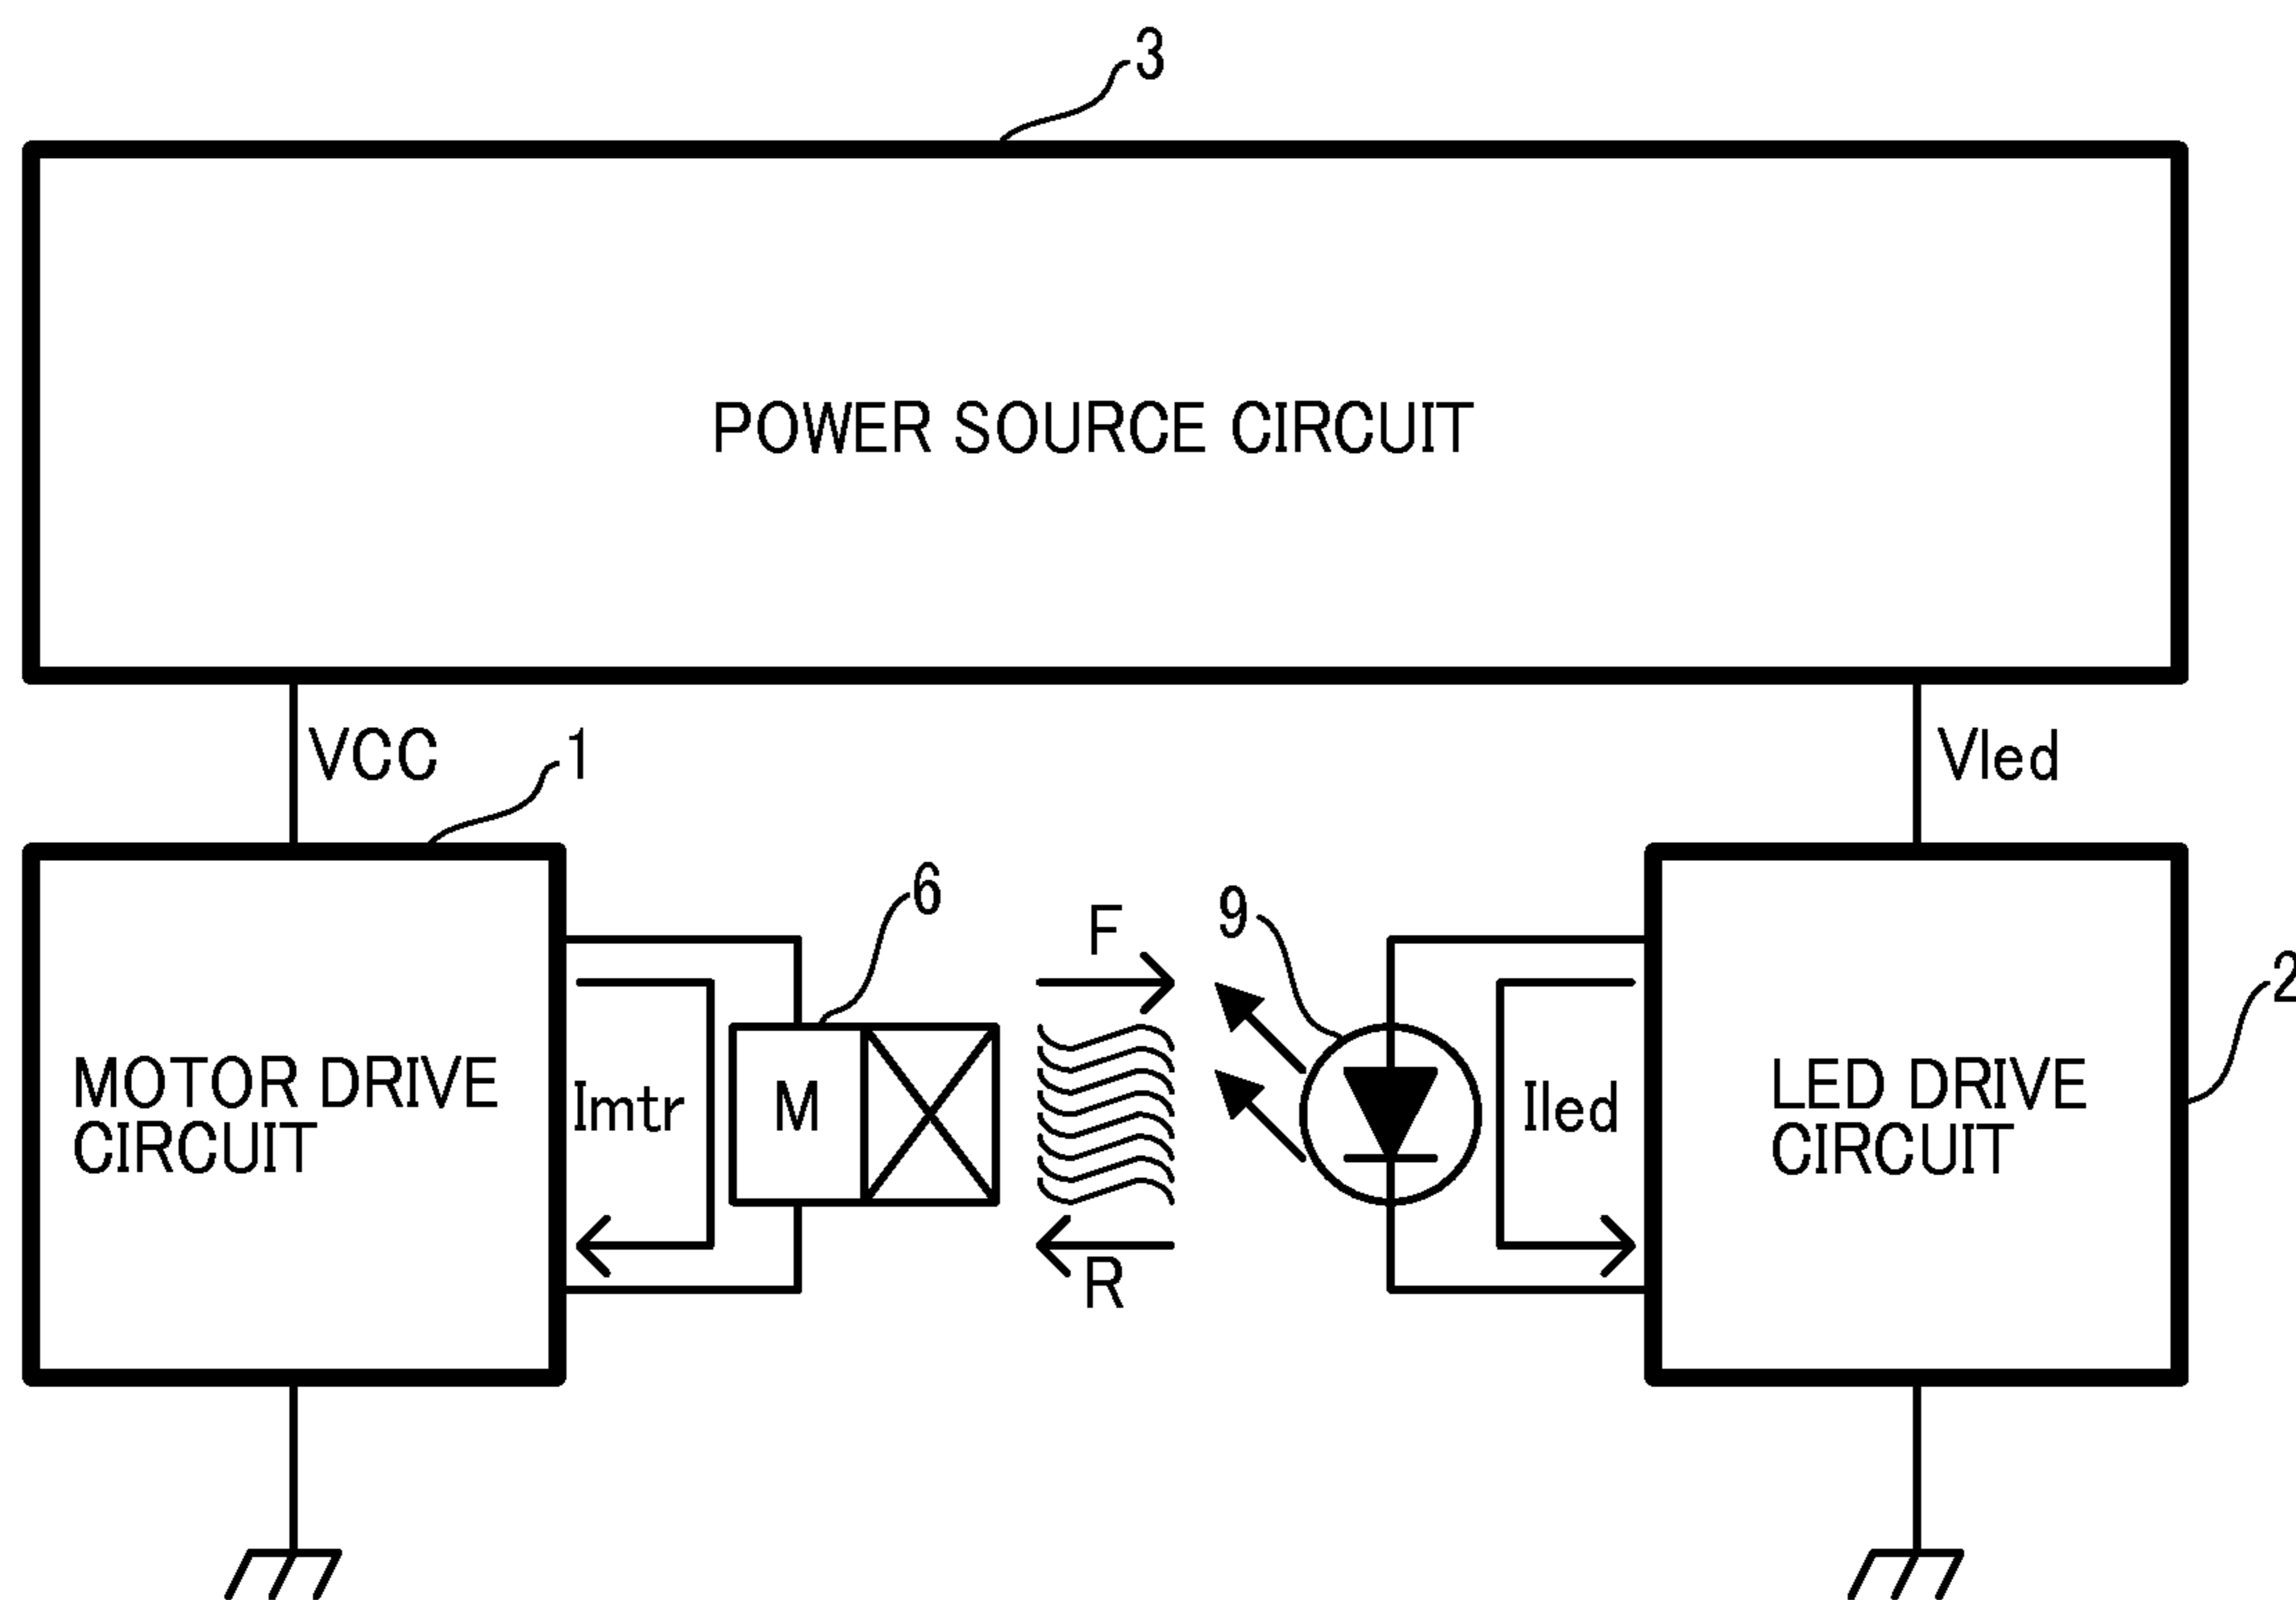 3
POWER SOURCE CIRCUIT
VCC
1
Vled
6
F
9
2
MOTOR DRIVE
CIRCUIT
Imtr
M
Iled
LED DRIVE
CIRCUIT
R